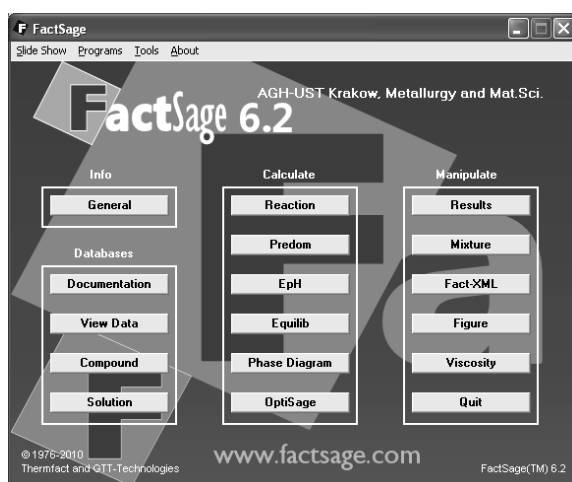 FactSage
Slide Show Programs Tools About
AGH-UST Krakow, Metallurgy and Mat.Sci.
FactSage 6.2
Info
General
Databases
Documentation
View Data
Compound
Solution
Calculate
Reaction
Predom
EpH
Equilib
Phase Diagram
OptiSage
Manipulate
Results
Mixture
Fact-XML
Figure
Viscosity
Quit
© 1976-2010
Thermfact and GTT-Technologies
www.factsage.com
FactSage(TM) 6.2